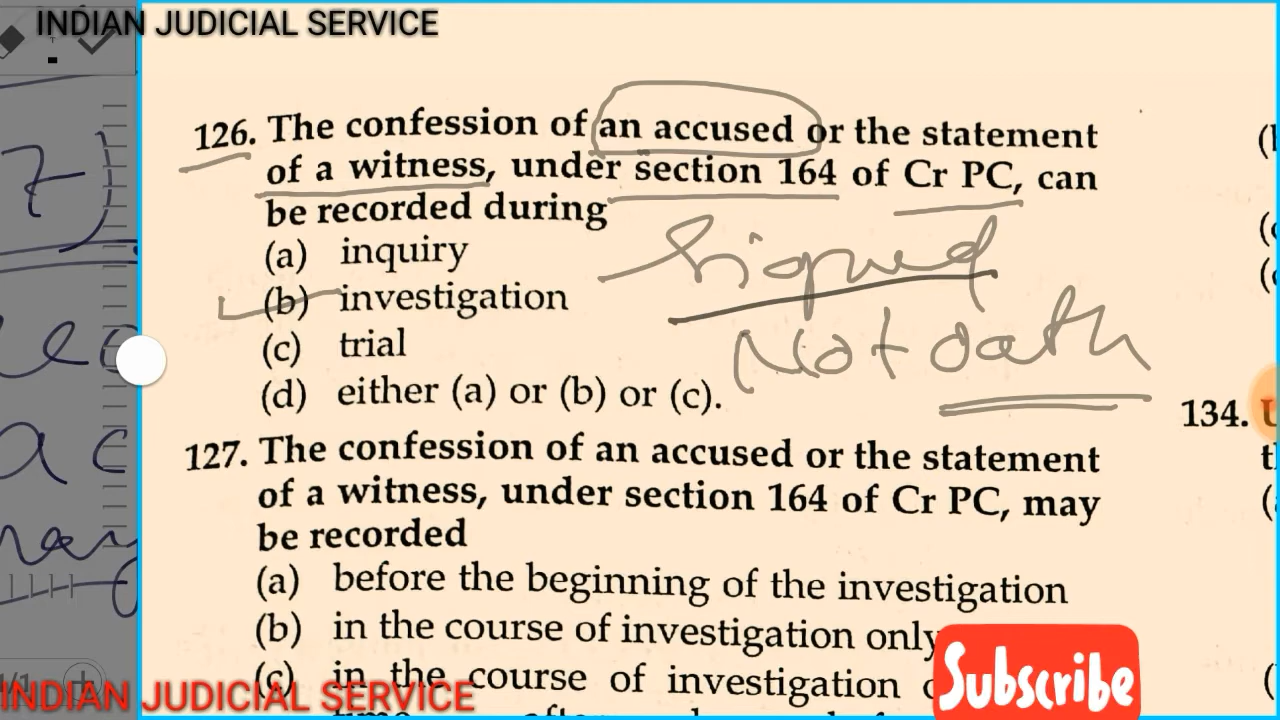 INDIAN JUDICIAL SERVICE
126. The confession of an accused or the statement
of a witness, under section 164 of Cr PC, can
be recorded during
(a) inquiry
(b) investigation
(c) trial
(d) either (a) or (b) or (c).
Signed
Not oath
127. The confession of an accused or the statement
of a witness, under section 164 of Cr PC, may
be recorded
(a) before the beginning of the investigation
(b) in the course of investigation only
(c) in the course of investigation
134.
Subscribe
INDIAN JUDICIAL SERVICE